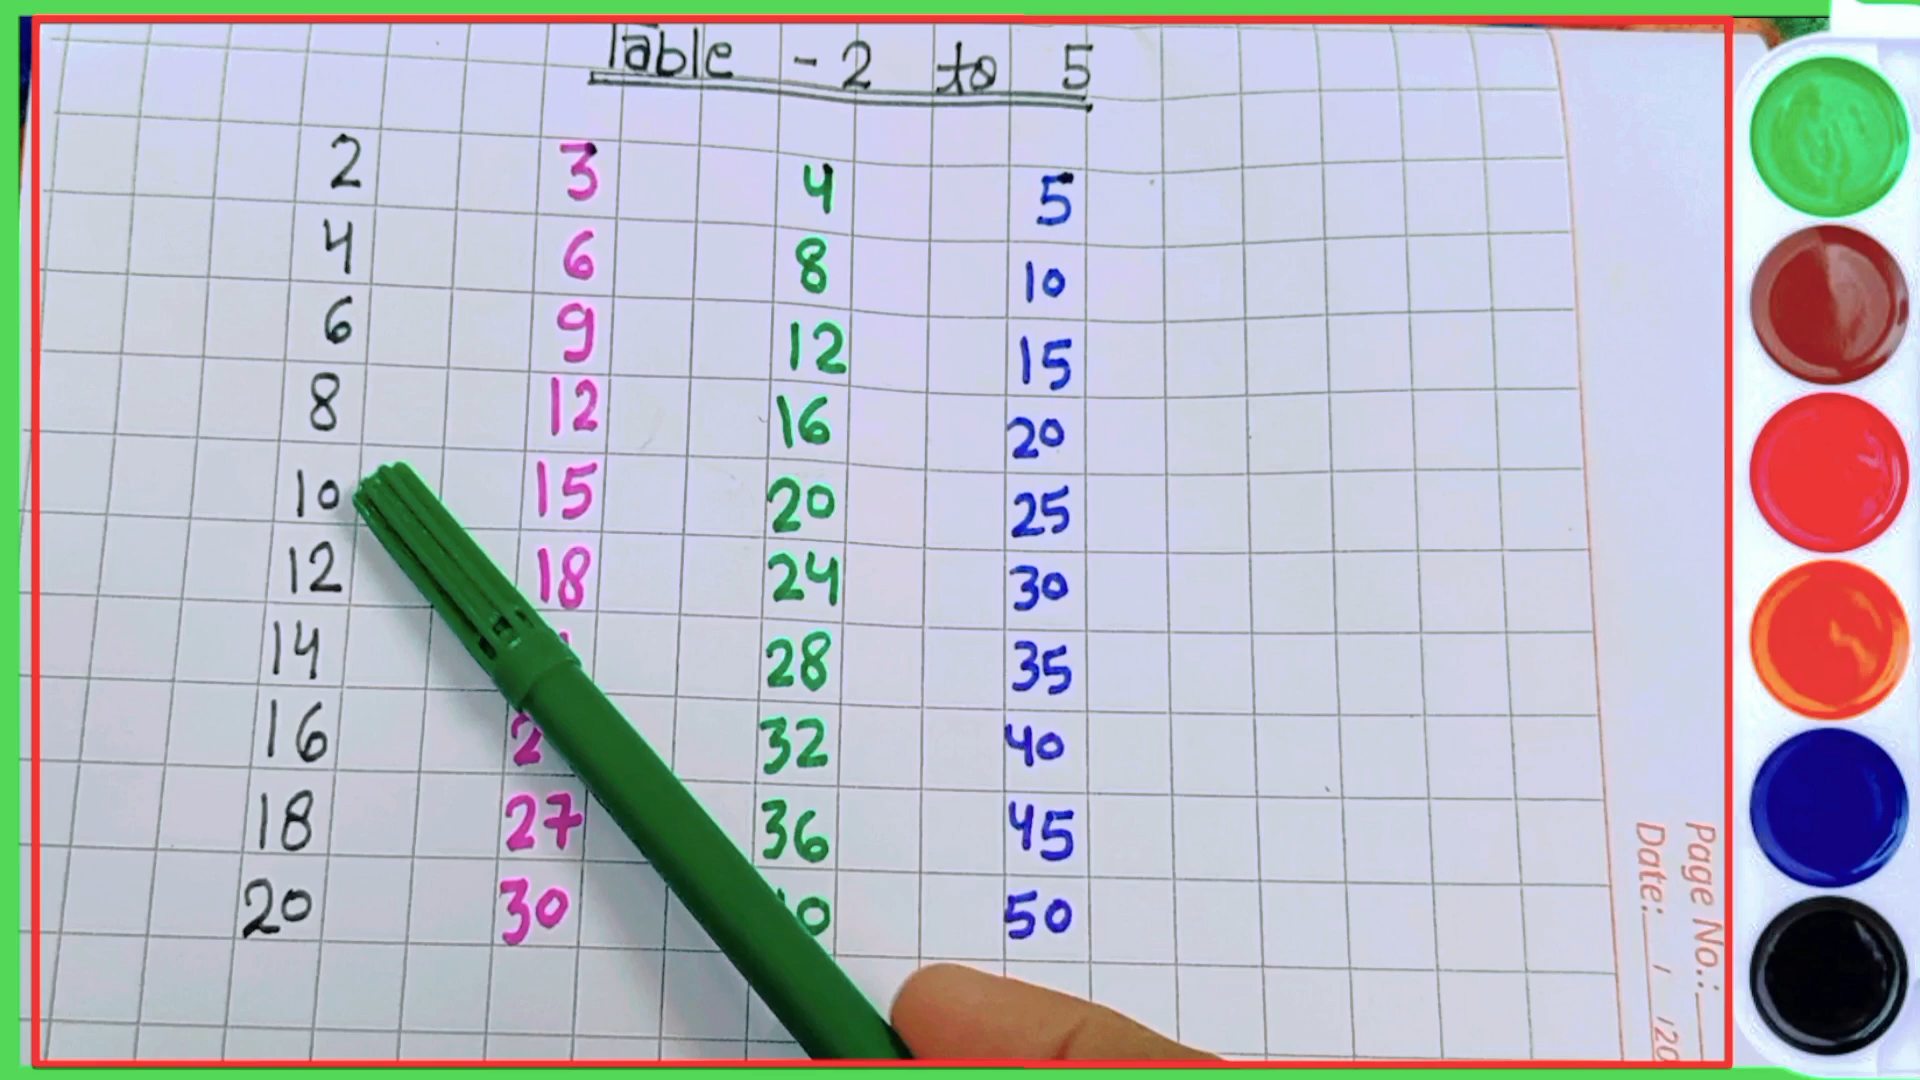 Table - 2 to 5
2 3 4 5
4 6 8 10
6 9 12 15
8 12 16 20
10 15 20 25
12 18 24 30
14 28 35
16 32 40
18 27 36 45
20 30 50
Page No.:
Date: / /20